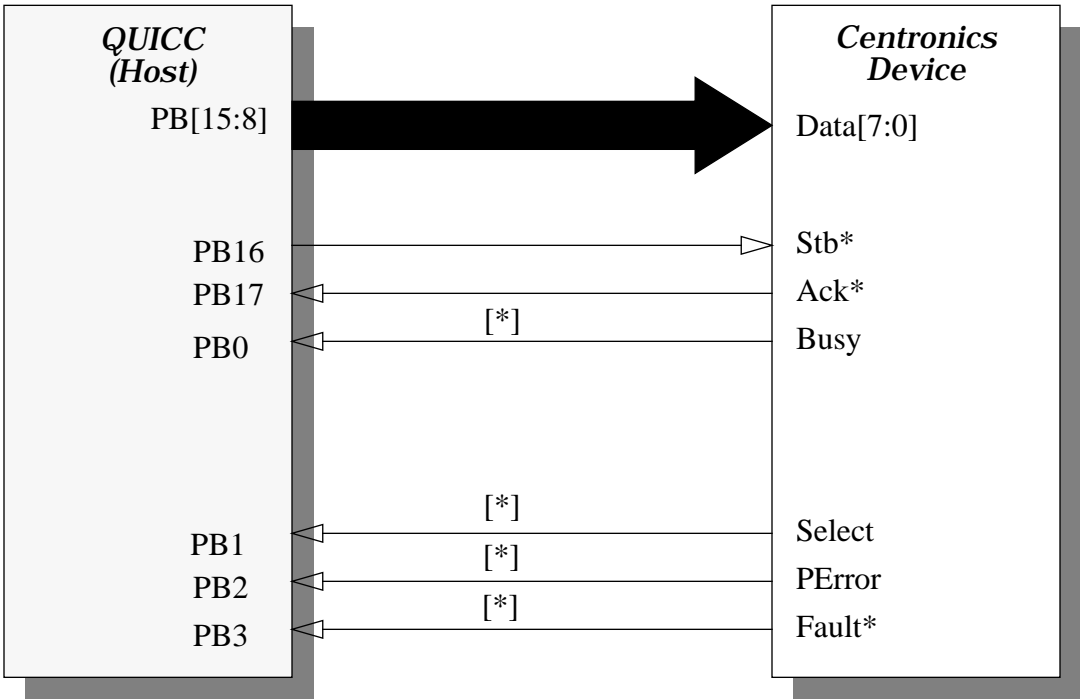 QUICC
(Host)
Centronics
Device
PB[15:8]
Data[7:0]
PB16
Stb*
PB17
Ack*
[*]
PB0
Busy
[*]
PB1
Select
[*]
PB2
PError
[*]
PB3
Fault*